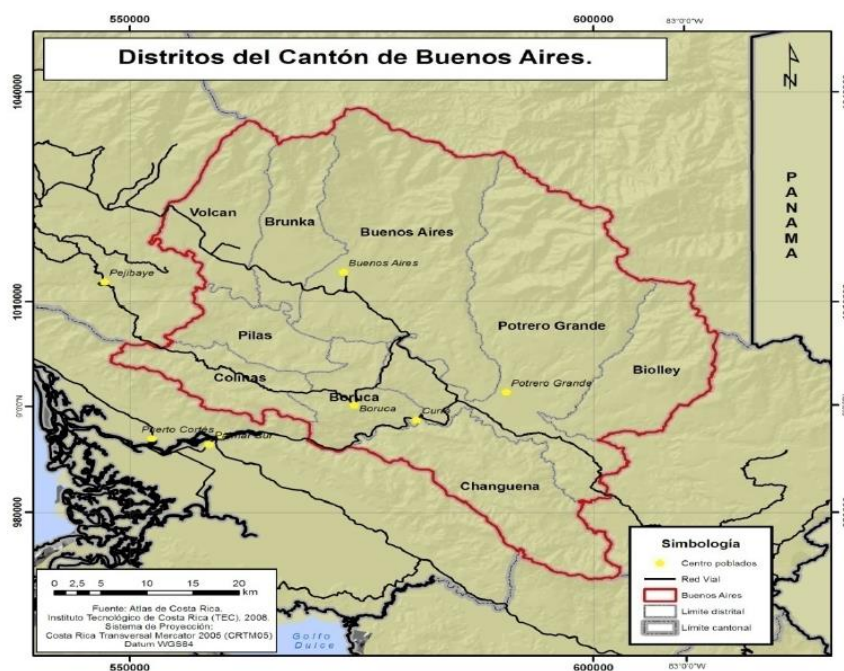 550000
600000
83°0'0"W
Distritos del Cantón de Buenos Aires.
1040000
N
PANAMA
Volcan
Brunka
Buenos Aires
Buenos Aires
Pejibaye
1010000
Pilas
Potrero Grande
Colinas
Biolley
Boruca
Potrero Grande
Boruca
Puerto Cortés
Palmar Sur
Changuena
980000
Simbología
Centro poblados
Red Vial
Buenos Aires
Límite distrital
Límite cantonal
0 2,5 5 10 15 20
km
Fuente: Atlas de Costa Rica.
Instituto Tecnológico de Costa Rica (TEC), 2008.
Sistema de Proyección:
Costa Rica Transversal Mercator 2005 (CRTM05)
Datum WGS84
Golfo
Dulce
550000
600000
83°0'0"W